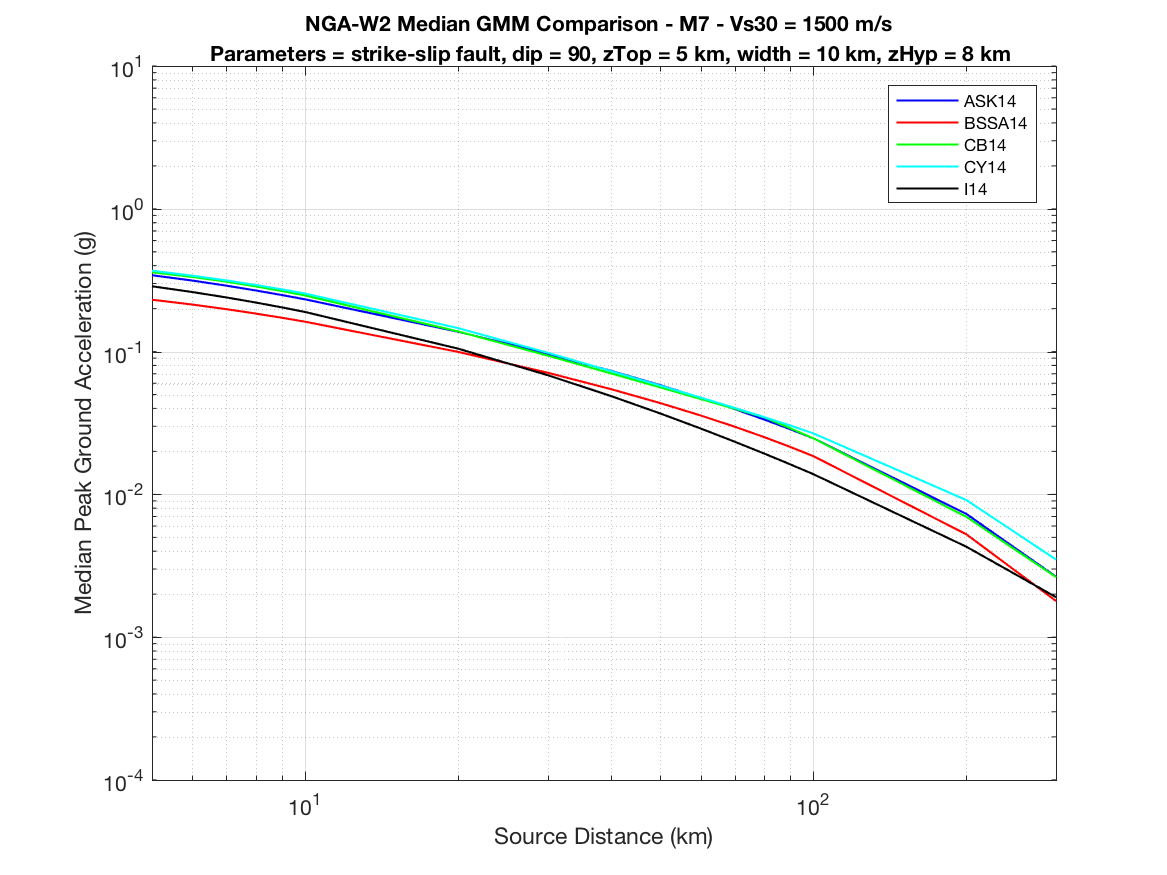 NGA-W2 Median GMM Comparison - M7 - Vs30 = 1500 m/s
Parameters = strike-slip fault, dip = 90, zTop = 5 km, width = 10 km, zHyp = 8 km
ASK14
BSSA14
CB14
CY14
I14
10^1
10^0
10^-1
10^-2
10^-3
10^-4
Median Peak Ground Acceleration (g)
10^1
10^2
Source Distance (km)